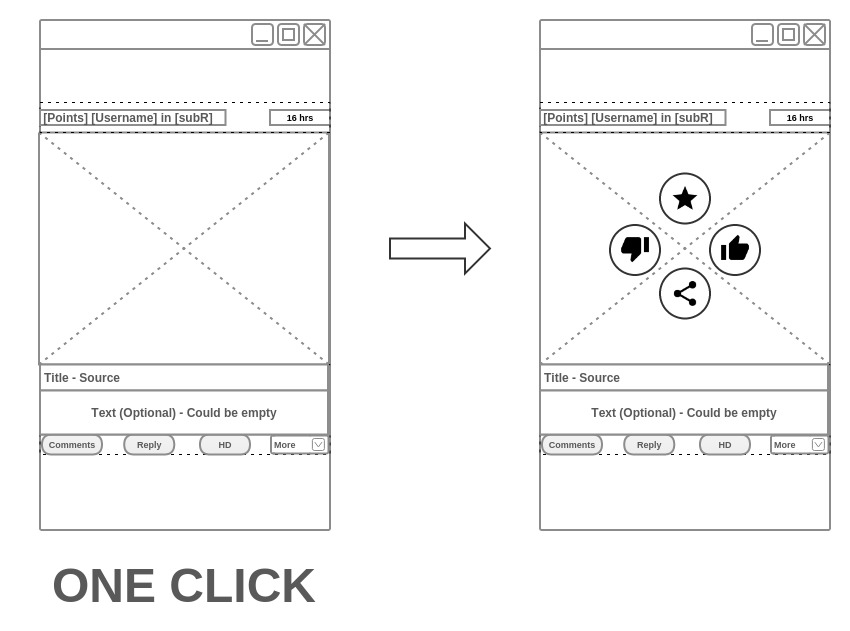 [Points] [Username] in [subR]
16 hrs
Title - Source
Text (Optional) - Could be empty
Comments
Reply
HD
More
[Points] [Username] in [subR]
16 hrs
Title - Source
Text (Optional) - Could be empty
Comments
Reply
HD
More
ONE CLICK